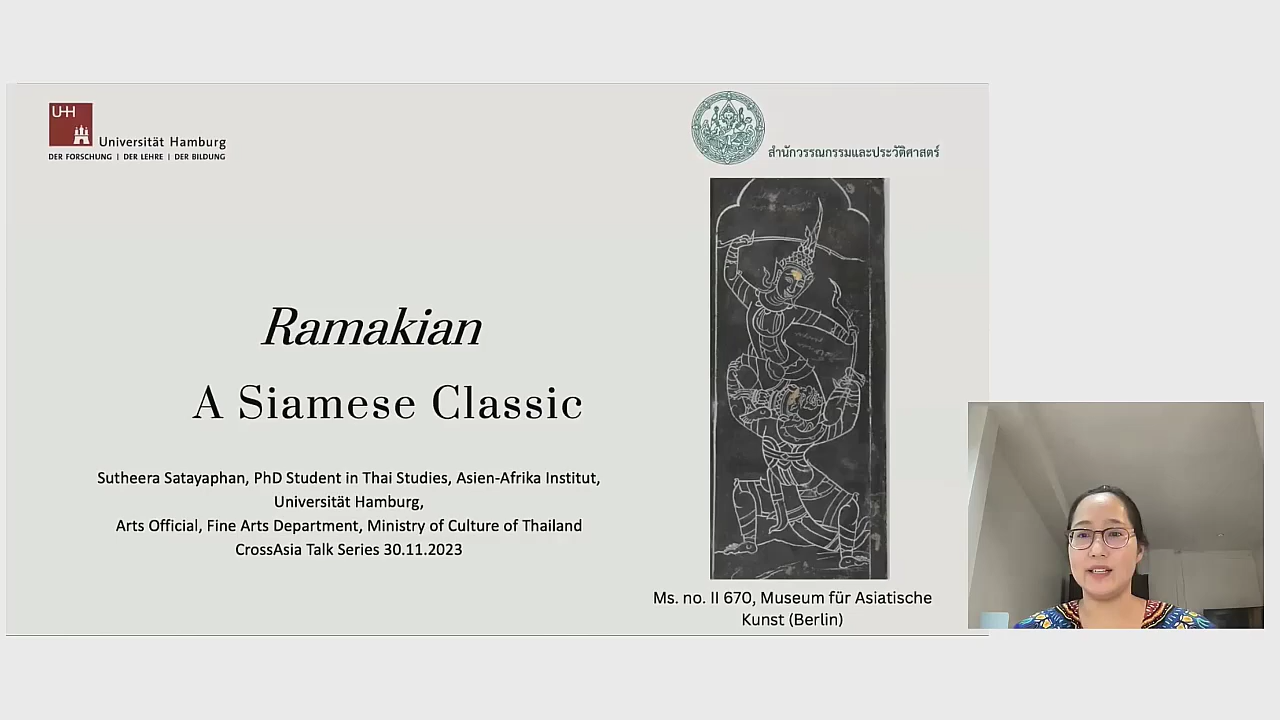 UHH
Universität Hamburg
DER FORSCHUNG | DER LEHRE | DER BILDUNG
สำนักวรรณกรรมและประวัติศาสตร์
Ramakian
A Siamese Classic
Sutheera Satayaphan, PhD Student in Thai Studies, Asien-Afrika Institut,
Universität Hamburg,
Arts Official, Fine Arts Department, Ministry of Culture of Thailand
CrossAsia Talk Series 30.11.2023
Ms. no. II 670, Museum für Asiatische
Kunst (Berlin)